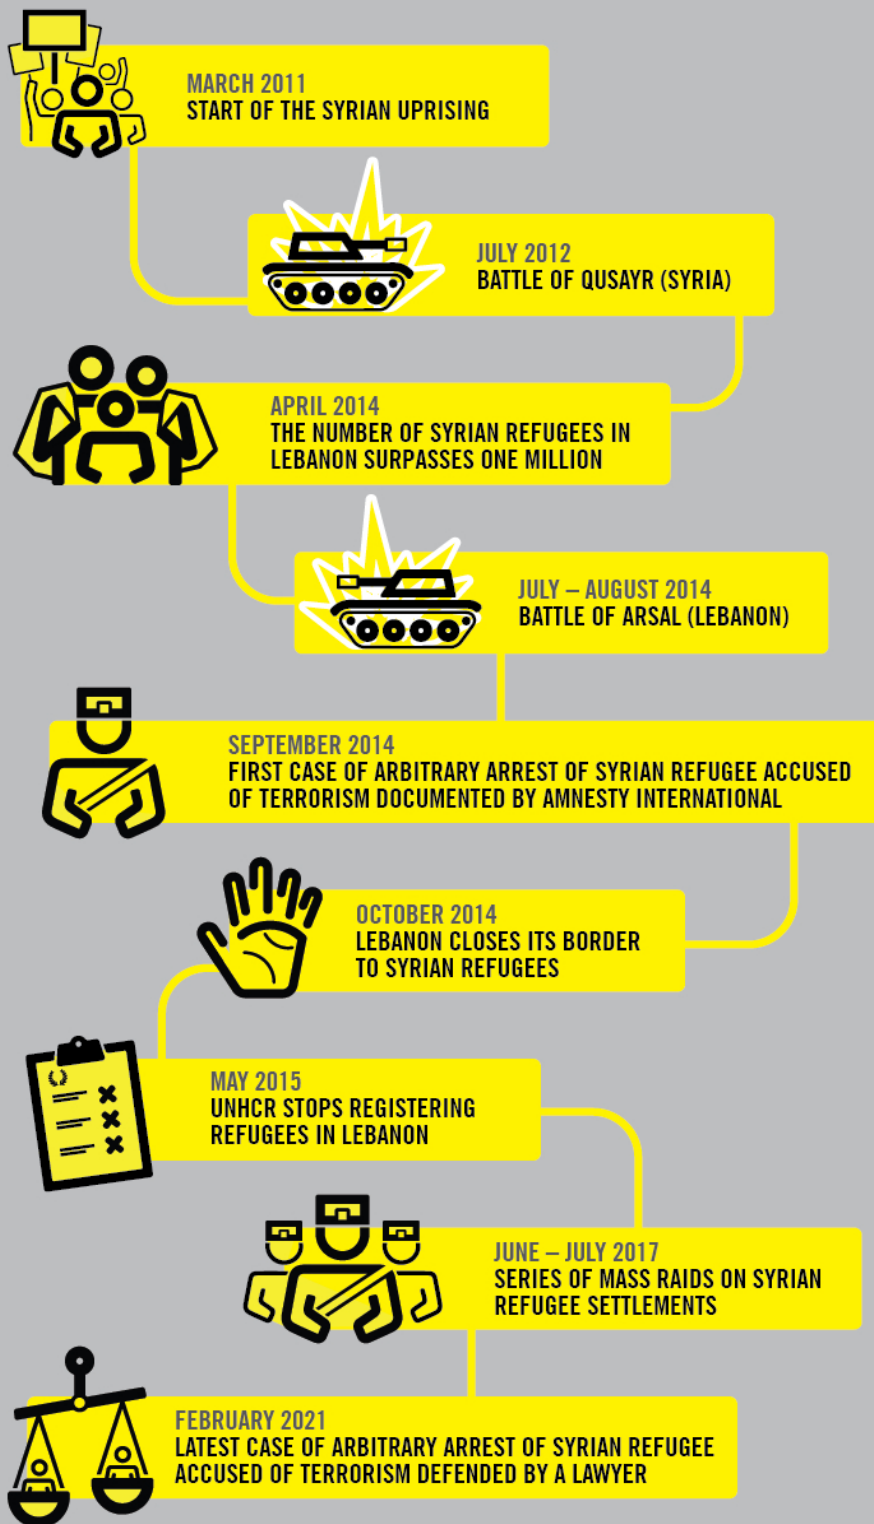 MARCH 2011
START OF THE SYRIAN UPRISING
JULY 2012
BATTLE OF QUSAYR (SYRIA)
APRIL 2014
THE NUMBER OF SYRIAN REFUGEES IN
LEBANON SURPASSES ONE MILLION
JULY – AUGUST 2014
BATTLE OF ARSAL (LEBANON)
SEPTEMBER 2014
FIRST CASE OF ARBITRARY ARREST OF SYRIAN REFUGEE ACCUSED
OF TERRORISM DOCUMENTED BY AMNESTY INTERNATIONAL
OCTOBER 2014
LEBANON CLOSES ITS BORDER
TO SYRIAN REFUGEES
MAY 2015
UNHCR STOPS REGISTERING
REFUGEES IN LEBANON
JUNE – JULY 2017
SERIES OF MASS RAIDS ON SYRIAN
REFUGEE SETTLEMENTS
FEBRUARY 2021
LATEST CASE OF ARBITRARY ARREST OF SYRIAN REFUGEE
ACCUSED OF TERRORISM DEFENDED BY A LAWYER